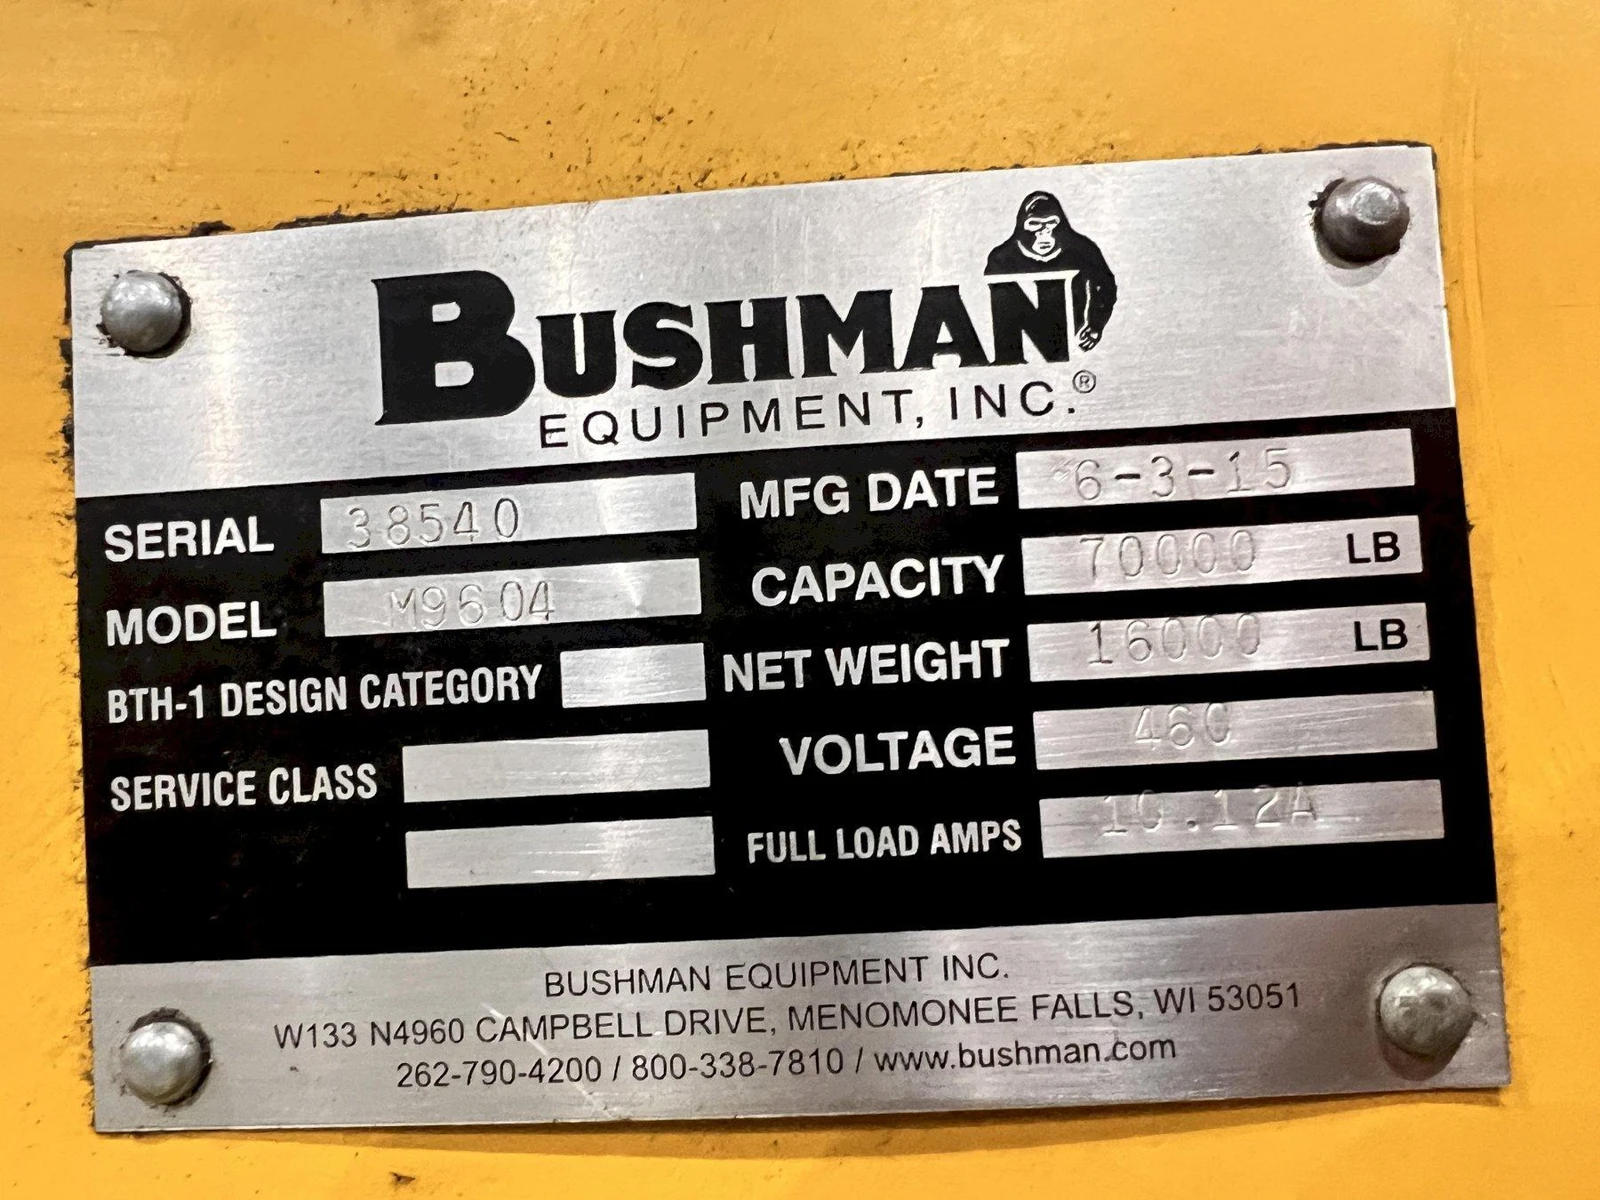 BUSHMAN
EQUIPMENT, INC.®
SERIAL 38540
MODEL M9604
BTH-1 DESIGN CATEGORY
SERVICE CLASS
MFG DATE 6-3-15
CAPACITY 70000 LB
NET WEIGHT 16000 LB
VOLTAGE 460
FULL LOAD AMPS 10.12A
BUSHMAN EQUIPMENT INC.
W133 N4960 CAMPBELL DRIVE, MENOMONEE FALLS, WI 53051
262-790-4200 / 800-338-7810 / www.bushman.com